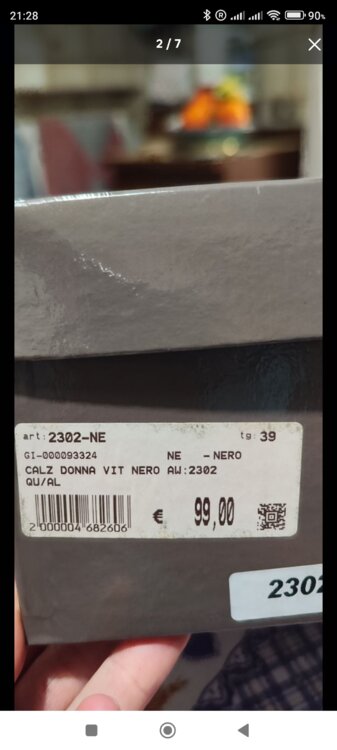 21:28
90%
2 / 7
art: 2302-NE
tg: 39
GI-000093324
NE - NERO
CALZ DONNA VIT NERO AW:2302
QU/AL
2 000004 682606
€ 99,00
2302